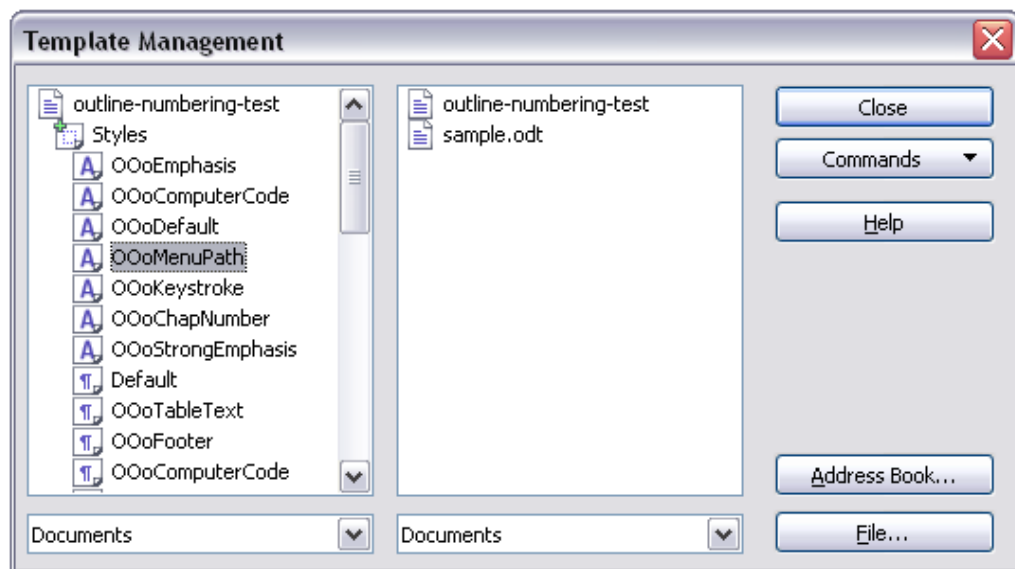 Template Management
outline-numbering-test
Styles
OOoEmphasis
OOoComputerCode
OOoDefault
OOoMenuPath
OOoKeystroke
OOoChapNumber
OOoStrongEmphasis
Default
OOoTableText
OOoFooter
OOoComputerCode
Documents
outline-numbering-test
sample.odt
Documents
Close
Commands
Help
Address Book...
File...